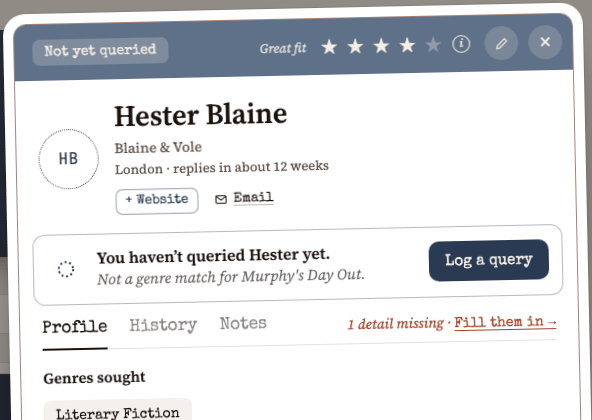 Not yet queried
Great fit ★ ★ ★ ★ ★
Hester Blaine
HB
Blaine & Vole
London · replies in about 12 weeks
+ Website
Email
You haven't queried Hester yet.
Not a genre match for Murphy's Day Out.
Log a query
Profile History Notes
1 detail missing · Fill them in →
Genres sought
Literary Fiction